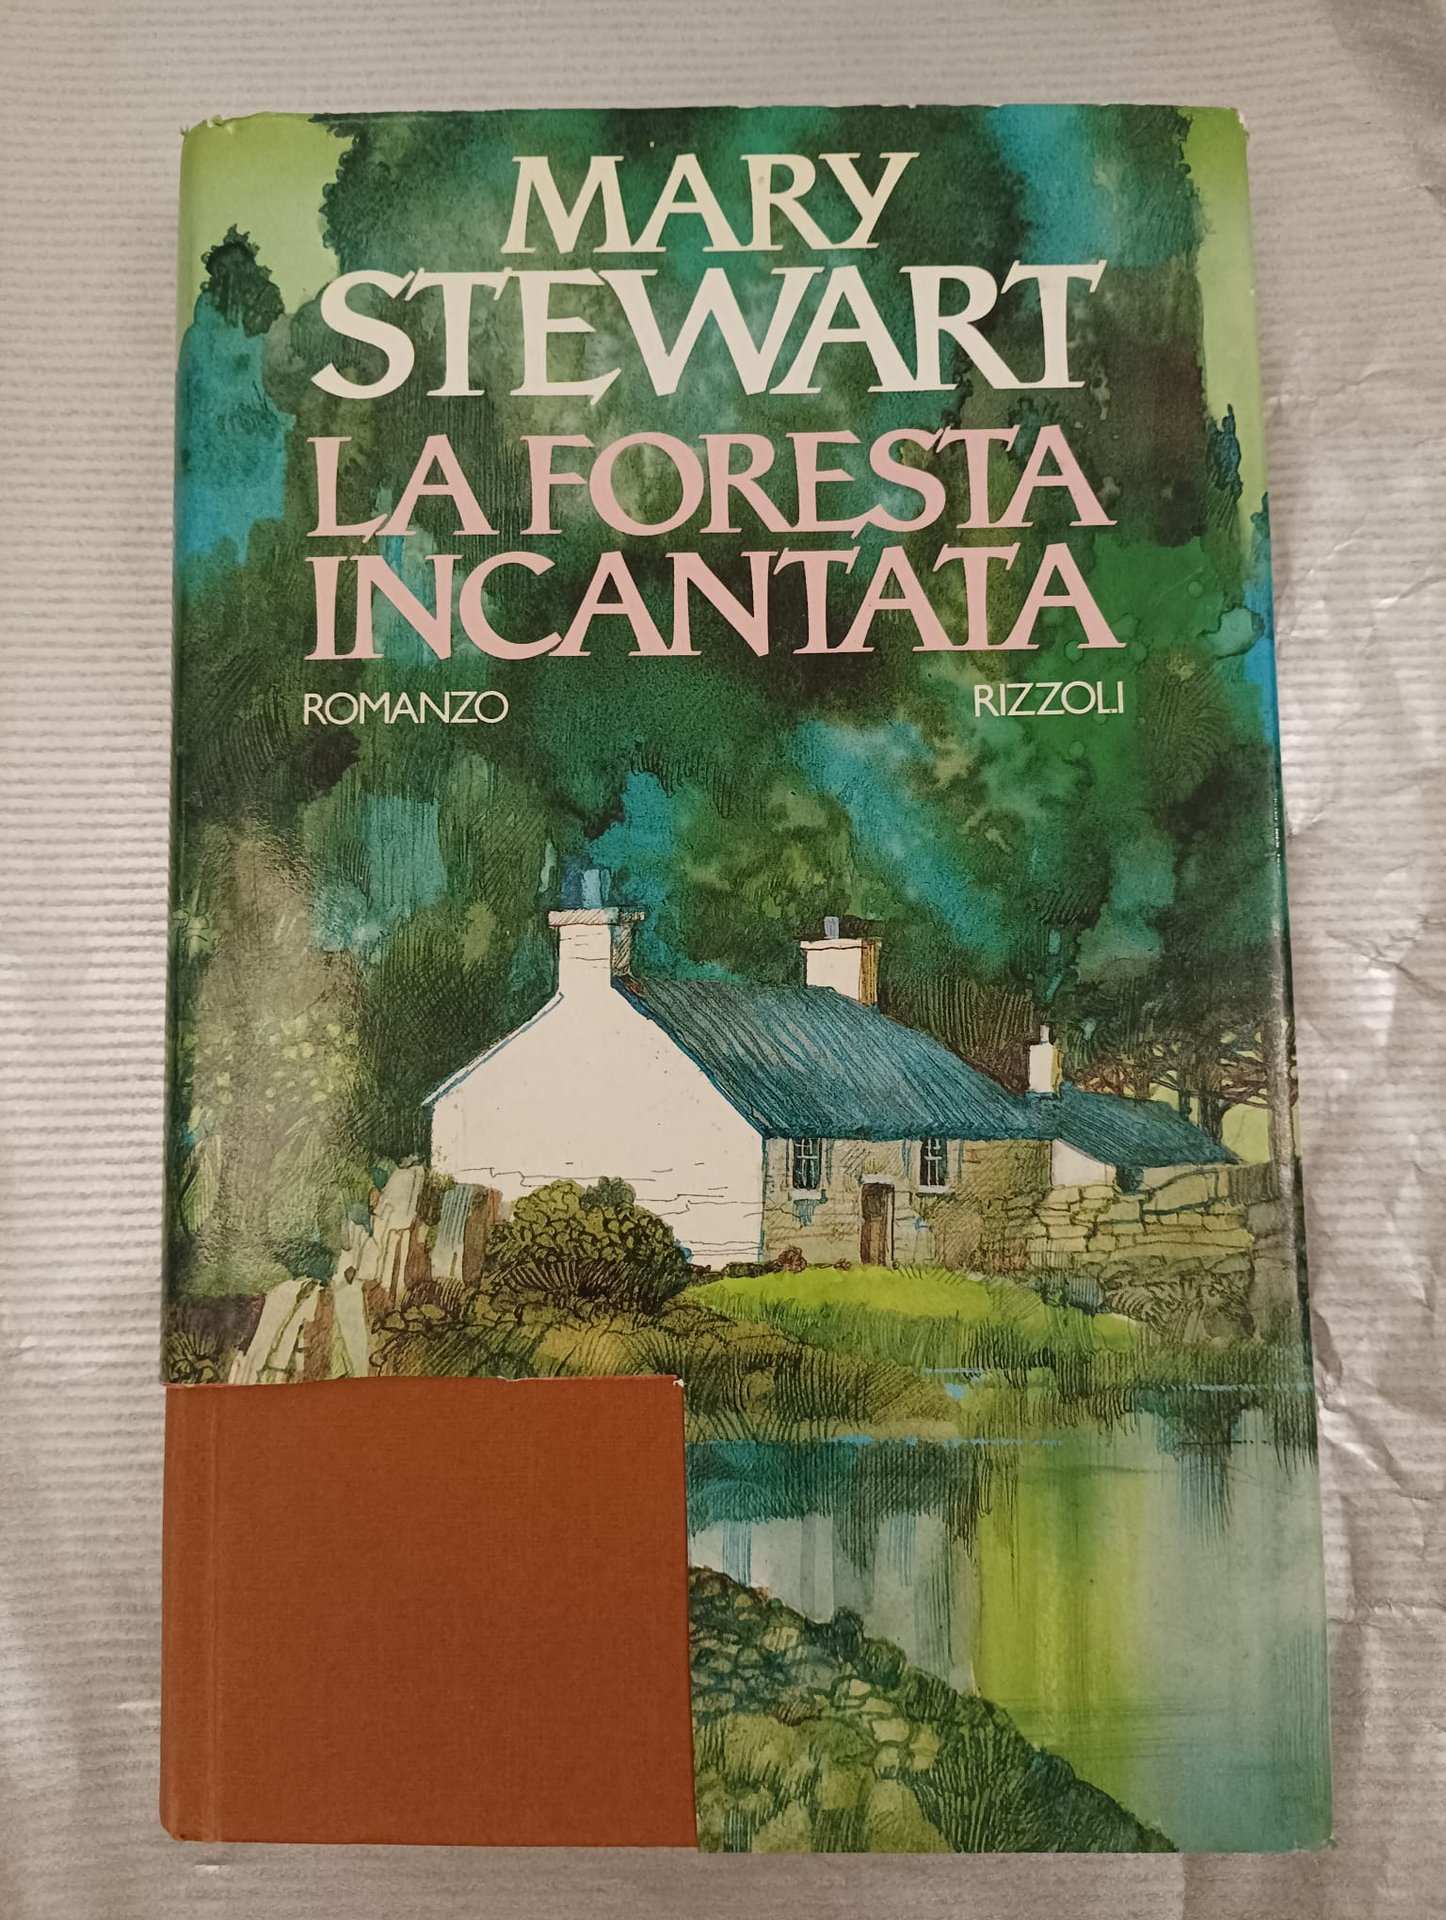 MARY
STEWART
LA FORESTA
INCANTATA
ROMANZO RIZZOLI